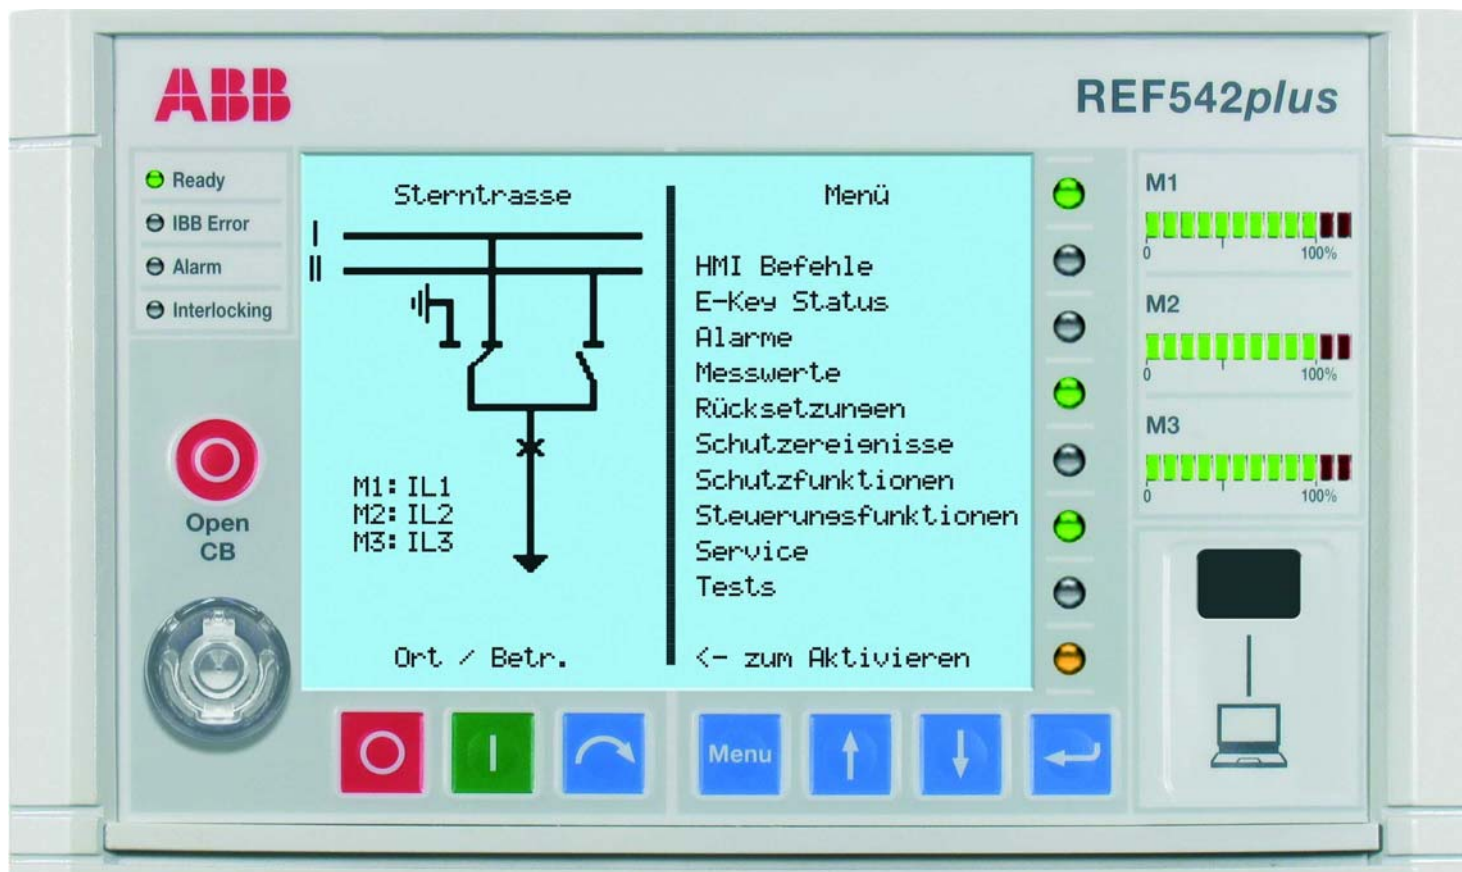 ABB
REF542plus
Ready
IBB Error
Alarm
Interlocking
Open
CB
Sterntrasse
I
II
M1: IL1
M2: IL2
M3: IL3
Ort / Betr.
Menü
HMI Befehle
E-Key Status
Alarme
Messwerte
Rücksetzungen
Schutzereignisse
Schutzfunktionen
Steuerungsfunktionen
Service
Tests
<- zum Aktivieren
M1
0 100%
M2
0 100%
M3
0 100%
Menu